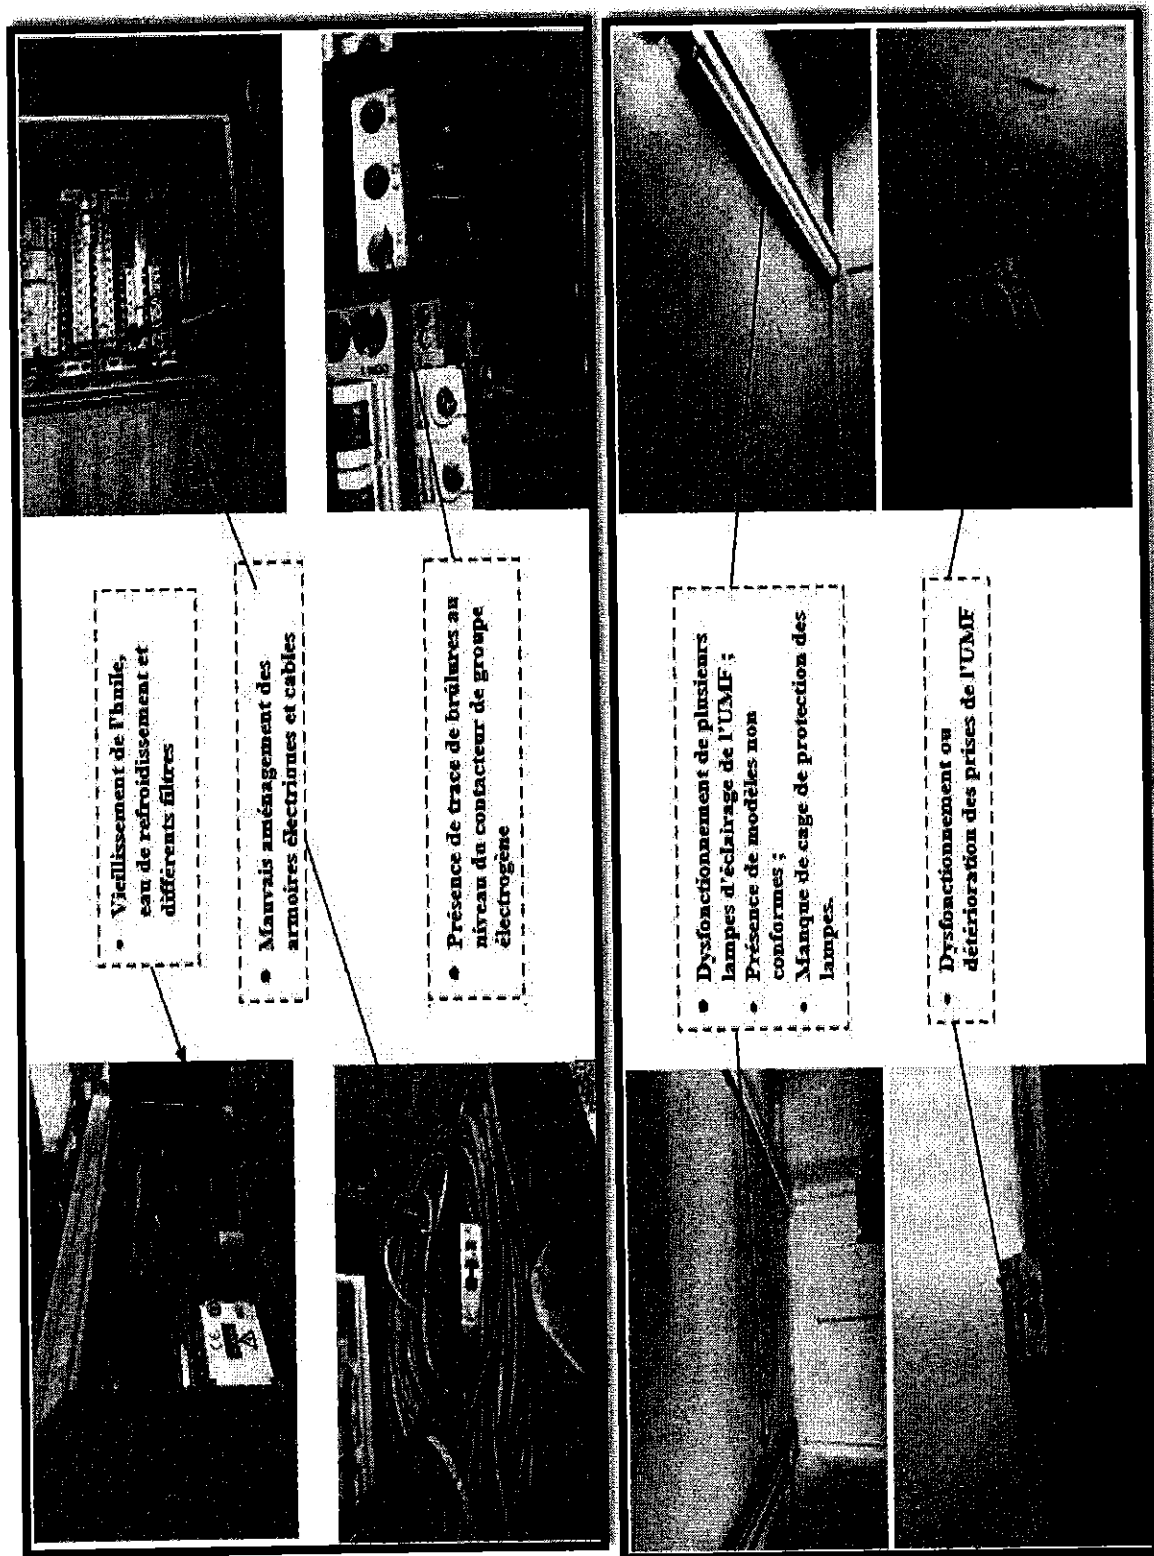 • Vieillissement de l'huile,
eau de refroidissement et
différents filtres
• Mauvais aménagement des
armoires électriques et cables
• Présence de trace de brûlures au
niveau du contacteur de groupe
électrogène
• Dysfonctionnement de plusieurs
lampes d'éclairage de l'UMF ;
• Présence de modèles non
conformes ;
• Manque de cage de protection des
lampes.
• Dysfonctionnement ou
détérioration des prises de l'UMF
CE